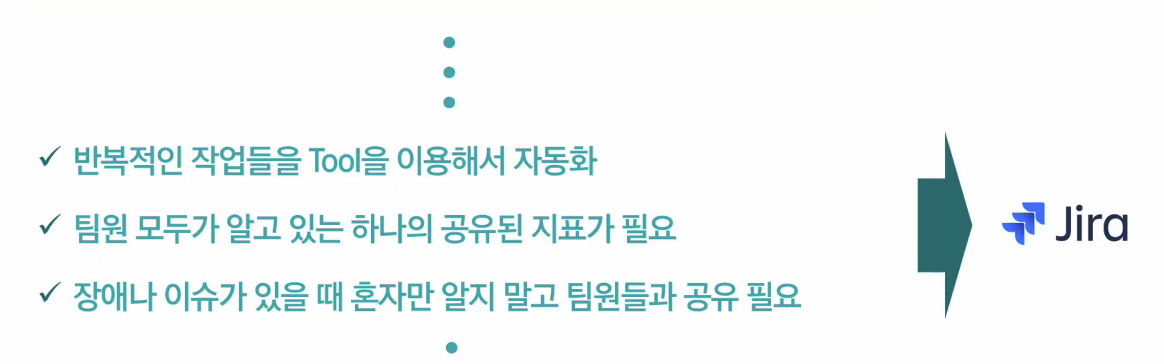 ✓ 반복적인 작업들을 Tool을 이용해서 자동화
✓ 팀원 모두가 알고 있는 하나의 공유된 지표가 필요
✓ 장애나 이슈가 있을 때 혼자만 알지 말고 팀원들과 공유 필요
Jira